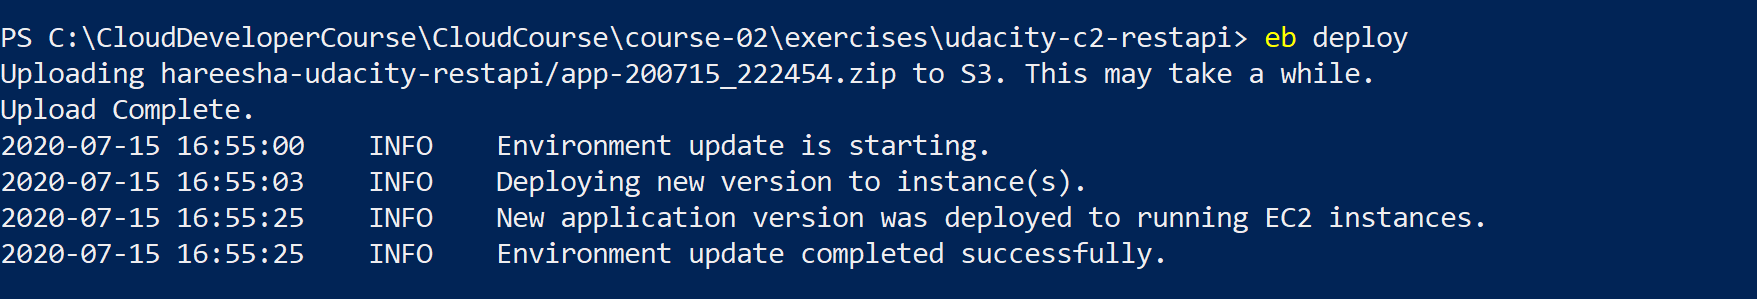 PS C:\CloudDeveloperCourse\CloudCourse\course-02\exercises\udacity-c2-restapi> eb deploy
Uploading hareesha-udacity-restapi/app-200715_222454.zip to S3. This may take a while.
Upload Complete.
2020-07-15 16:55:00    INFO    Environment update is starting.
2020-07-15 16:55:03    INFO    Deploying new version to instance(s).
2020-07-15 16:55:25    INFO    New application version was deployed to running EC2 instances.
2020-07-15 16:55:25    INFO    Environment update completed successfully.